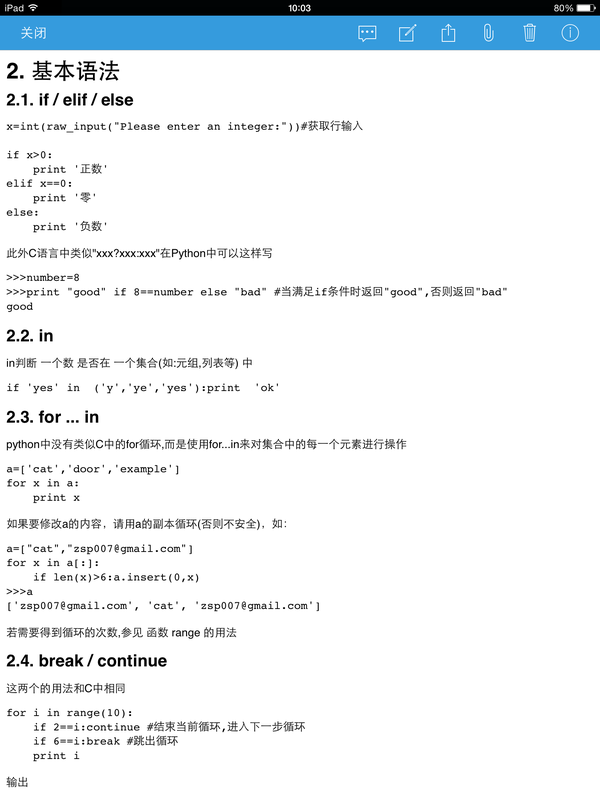 iPad 10:03 80%
关闭
2. 基本语法
2.1. if / elif / else
x=int(raw_input("Please enter an integer:"))#获取行输入
if x>0:
    print '正数'
elif x==0:
    print '零'
else:
    print '负数'
此外C语言中类似"xxx?xxx:xxx"在Python中可以这样写
>>>number=8
>>>print "good" if 8==number else "bad" #当满足if条件时返回"good",否则返回"bad"
good
2.2. in
in判断 一个数 是否在 一个集合(如:元组,列表等) 中
if 'yes' in  ('y','ye','yes'):print  'ok'
2.3. for ... in
python中没有类似C中的for循环,而是使用for...in来对集合中的每一个元素进行操作
a=['cat','door','example']
for x in a:
    print x
如果要修改a的内容，请用a的副本循环(否则不安全)，如：
a=["cat","zsp007@gmail.com"]
for x in a[:]:
    if len(x)>6:a.insert(0,x)
>>>a
['zsp007@gmail.com', 'cat', 'zsp007@gmail.com']
若需要得到循环的次数,参见 函数 range 的用法
2.4. break / continue
这两个的用法和C中相同
for i in range(10):
    if 2==i:continue #结束当前循环,进入下一步循环
    if 6==i:break #跳出循环
    print i
输出